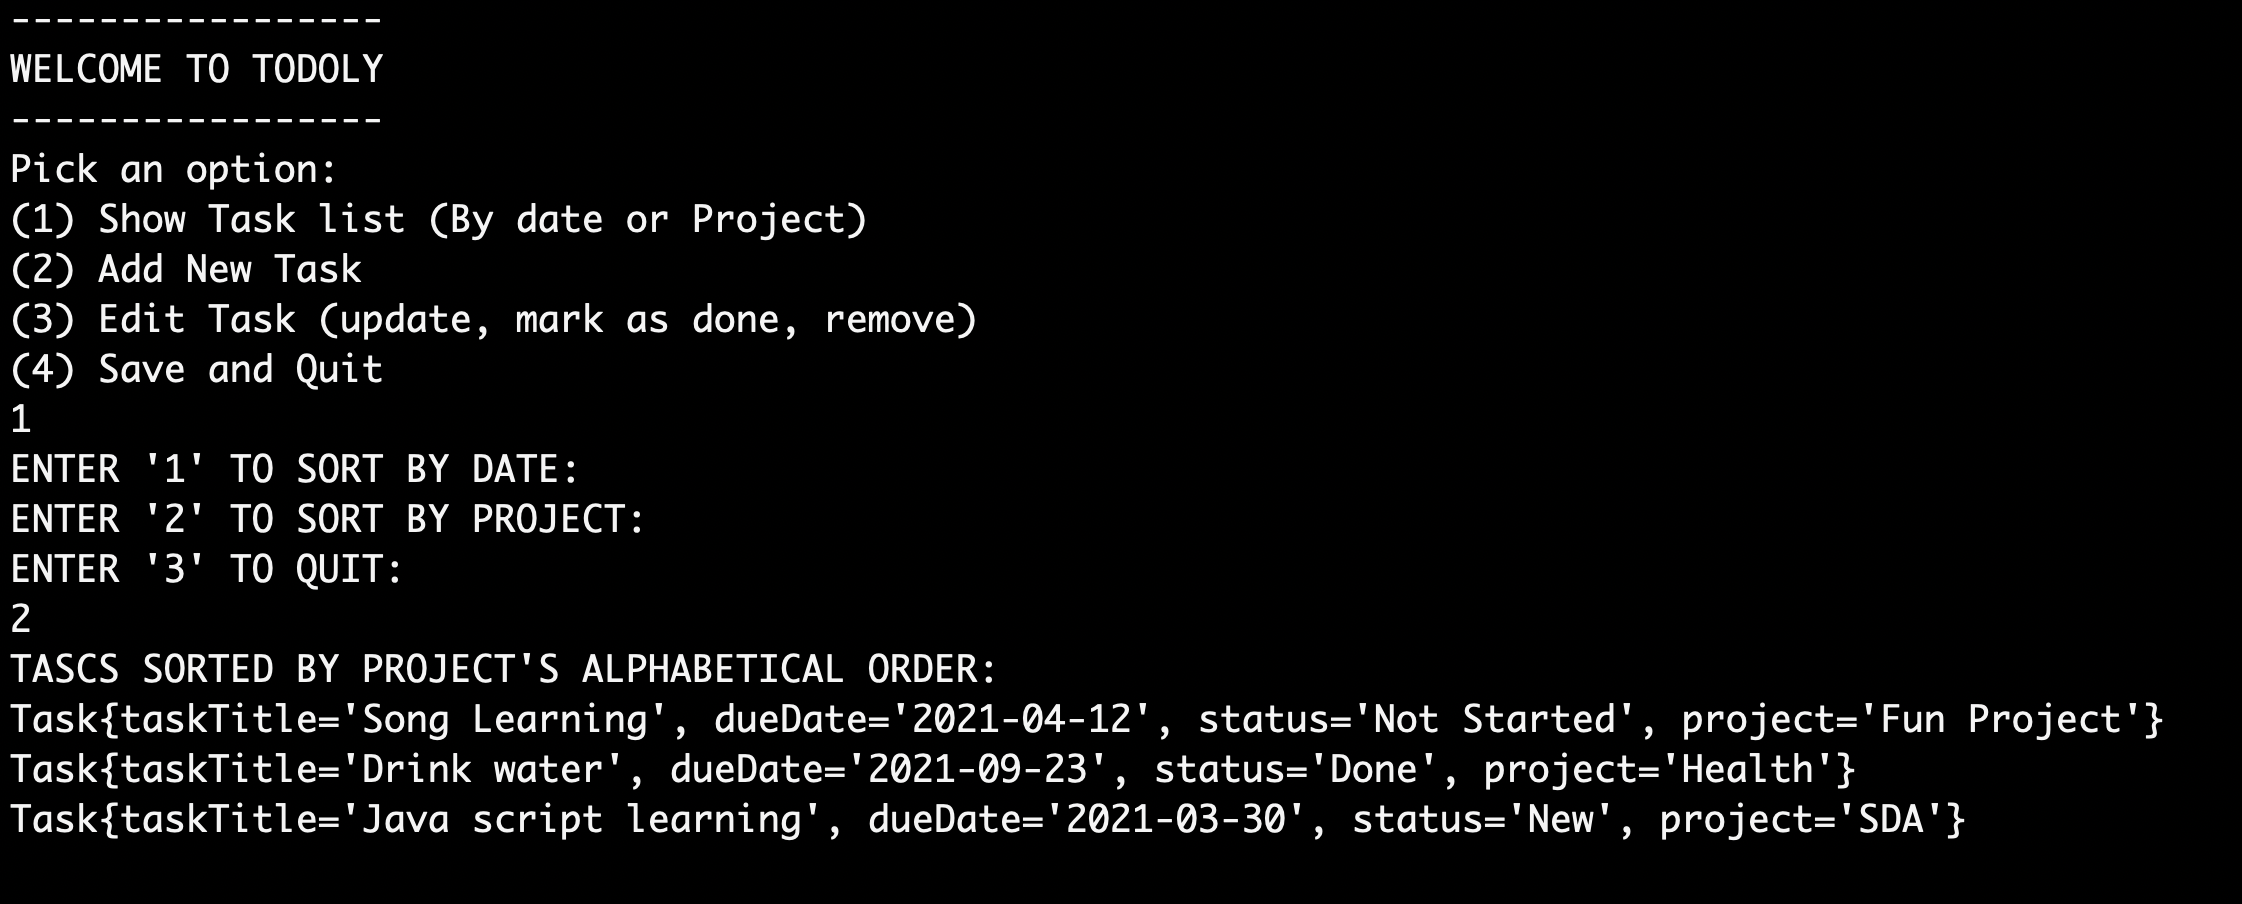 -----------------
WELCOME TO TODOLY
-----------------
Pick an option:
(1) Show Task list (By date or Project)
(2) Add New Task
(3) Edit Task (update, mark as done, remove)
(4) Save and Quit
1
ENTER '1' TO SORT BY DATE:
ENTER '2' TO SORT BY PROJECT:
ENTER '3' TO QUIT:
2
TASCS SORTED BY PROJECT'S ALPHABETICAL ORDER:
Task{taskTitle='Song Learning', dueDate='2021-04-12', status='Not Started', project='Fun Project'}
Task{taskTitle='Drink water', dueDate='2021-09-23', status='Done', project='Health'}
Task{taskTitle='Java script learning', dueDate='2021-03-30', status='New', project='SDA'}